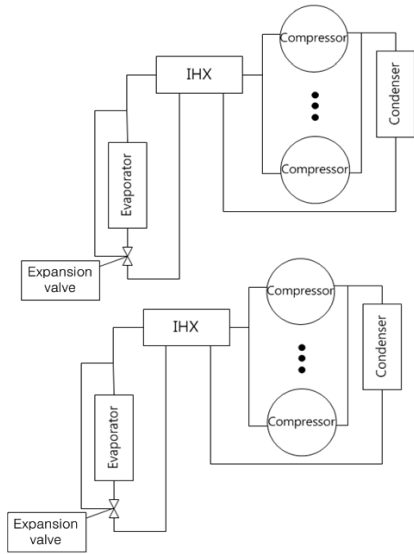 Compressor
IHX
Condenser
Compressor
Evaporator
Expansion
valve
Compressor
IHX
Condenser
Compressor
Evaporator
Expansion
valve